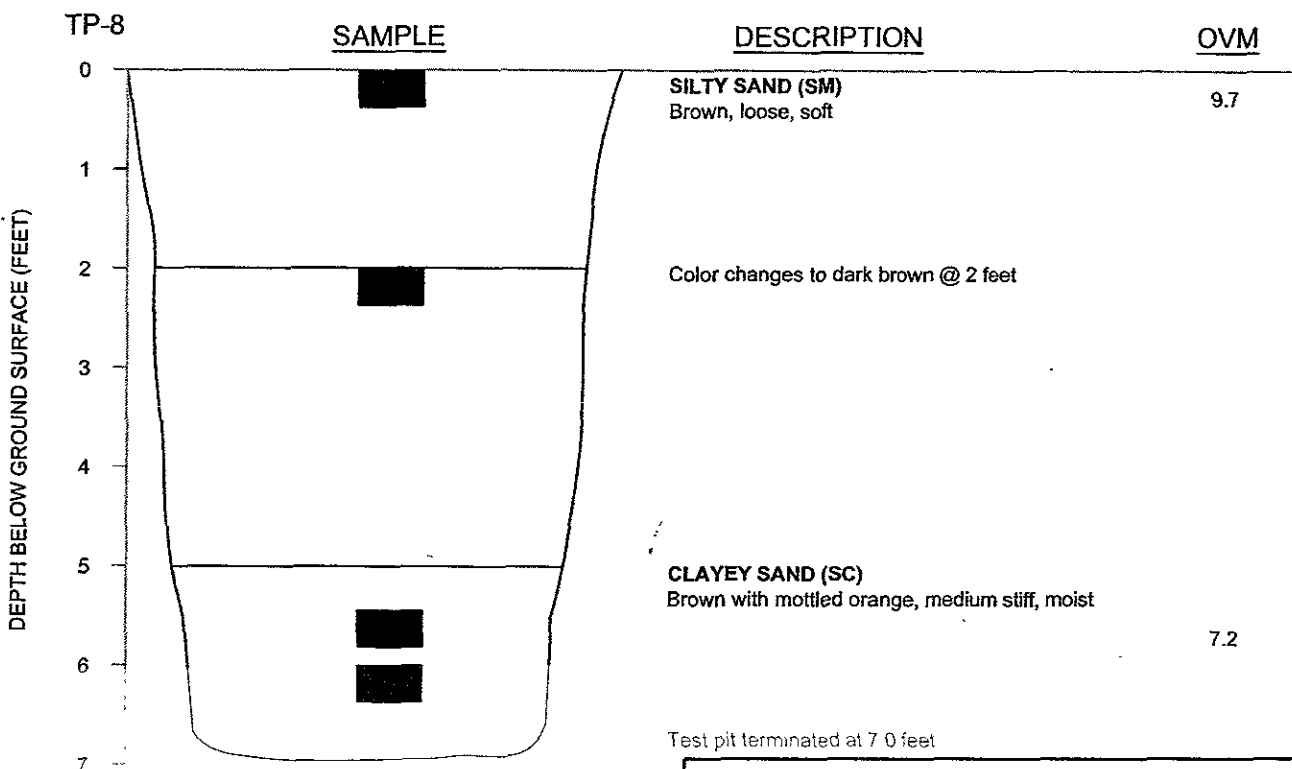 TP-8
SAMPLE
DESCRIPTION
OVM
DEPTH BELOW GROUND SURFACE (FEET)
0
SILTY SAND (SM)
Brown, loose, soft
9.7
1
2
Color changes to dark brown @ 2 feet
3
4
5
CLAYEY SAND (SC)
Brown with mottled orange, medium stiff, moist
7.2
6
Test pit terminated at 7 0 feet
7